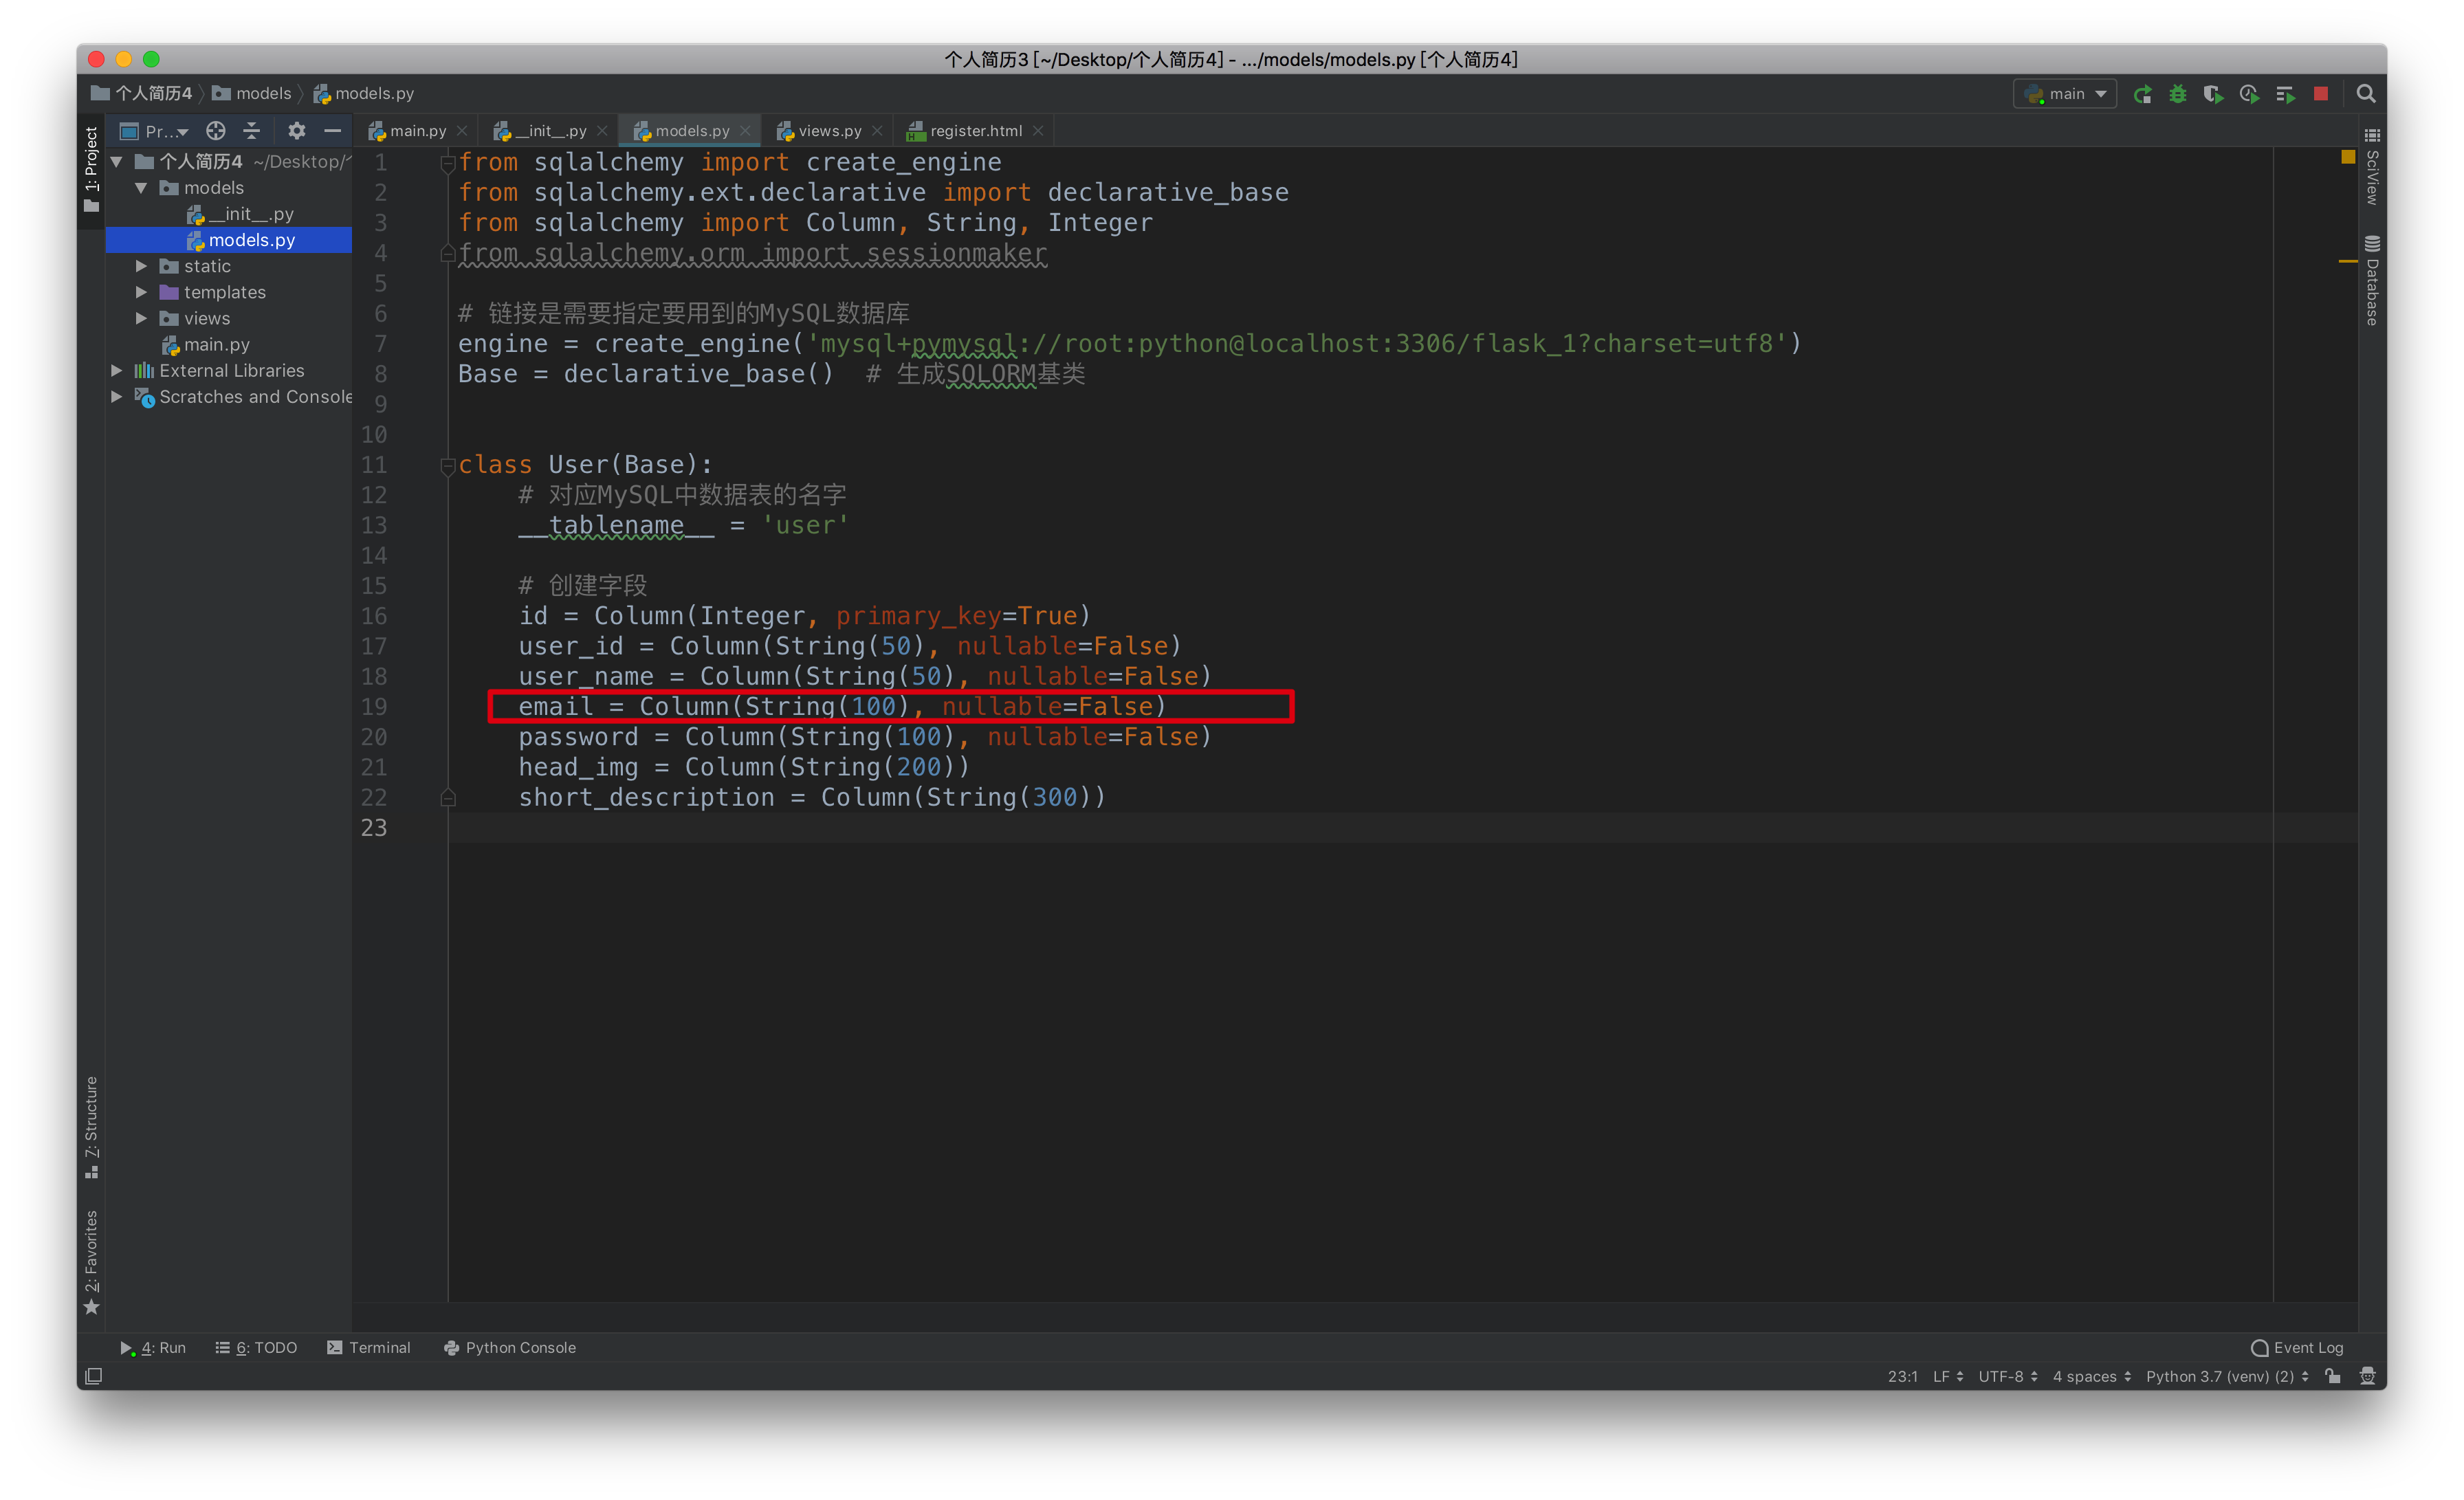 个人简历3 [~/Desktop/个人简历4] - .../models/models.py [个人简历4]
个人简历4 models models.py main
Pr... main.py __init__.py models.py views.py register.html
1: Project
个人简历4 ~/Desktop/
models
__init__.py
models.py
static
templates
views
main.py
External Libraries
Scratches and Console
1 from sqlalchemy import create_engine
2 from sqlalchemy.ext.declarative import declarative_base
3 from sqlalchemy import Column, String, Integer
4 from sqlalchemy.orm import sessionmaker
5
6 # 链接是需要指定要用到的MySQL数据库
7 engine = create_engine('mysql+pymysql://root:python@localhost:3306/flask_1?charset=utf8')
8 Base = declarative_base()  # 生成SQLORM基类
9
10
11 class User(Base):
12     # 对应MySQL中数据表的名字
13     __tablename__ = 'user'
14
15     # 创建字段
16     id = Column(Integer, primary_key=True)
17     user_id = Column(String(50), nullable=False)
18     user_name = Column(String(50), nullable=False)
19     email = Column(String(100), nullable=False)
20     password = Column(String(100), nullable=False)
21     head_img = Column(String(200))
22     short_description = Column(String(300))
23
SciView
Database
7: Structure
2: Favorites
4: Run 6: TODO Terminal Python Console Event Log
23:1 LF UTF-8 4 spaces Python 3.7 (venv) (2)